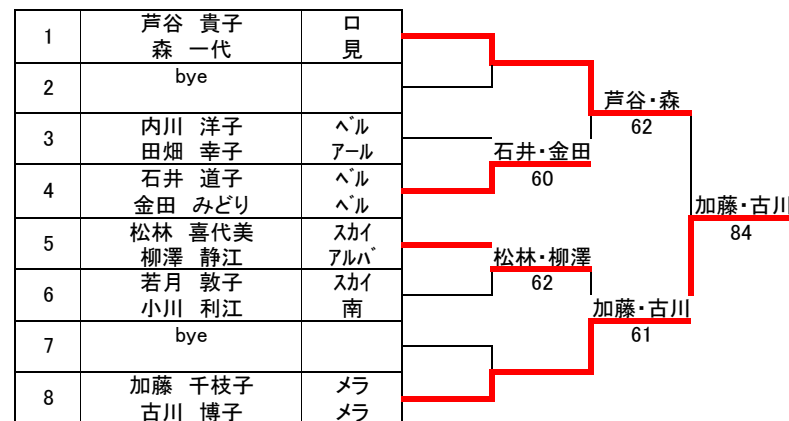 1 芦谷 貴子 ロ
森 一代 見
2 bye
3 内川 洋子 ベル
田畑 幸子 アール
4 石井 道子 ベル
金田 みどり ベル
5 松林 喜代美 スカイ
柳澤 静江 アルバ
6 若月 敦子 スカイ
小川 利江 南
7 bye
8 加藤 千枝子 メラ
古川 博子 メラ
石井・金田
60
松林・柳澤
62
芦谷・森
62
加藤・古川
61
加藤・古川
84